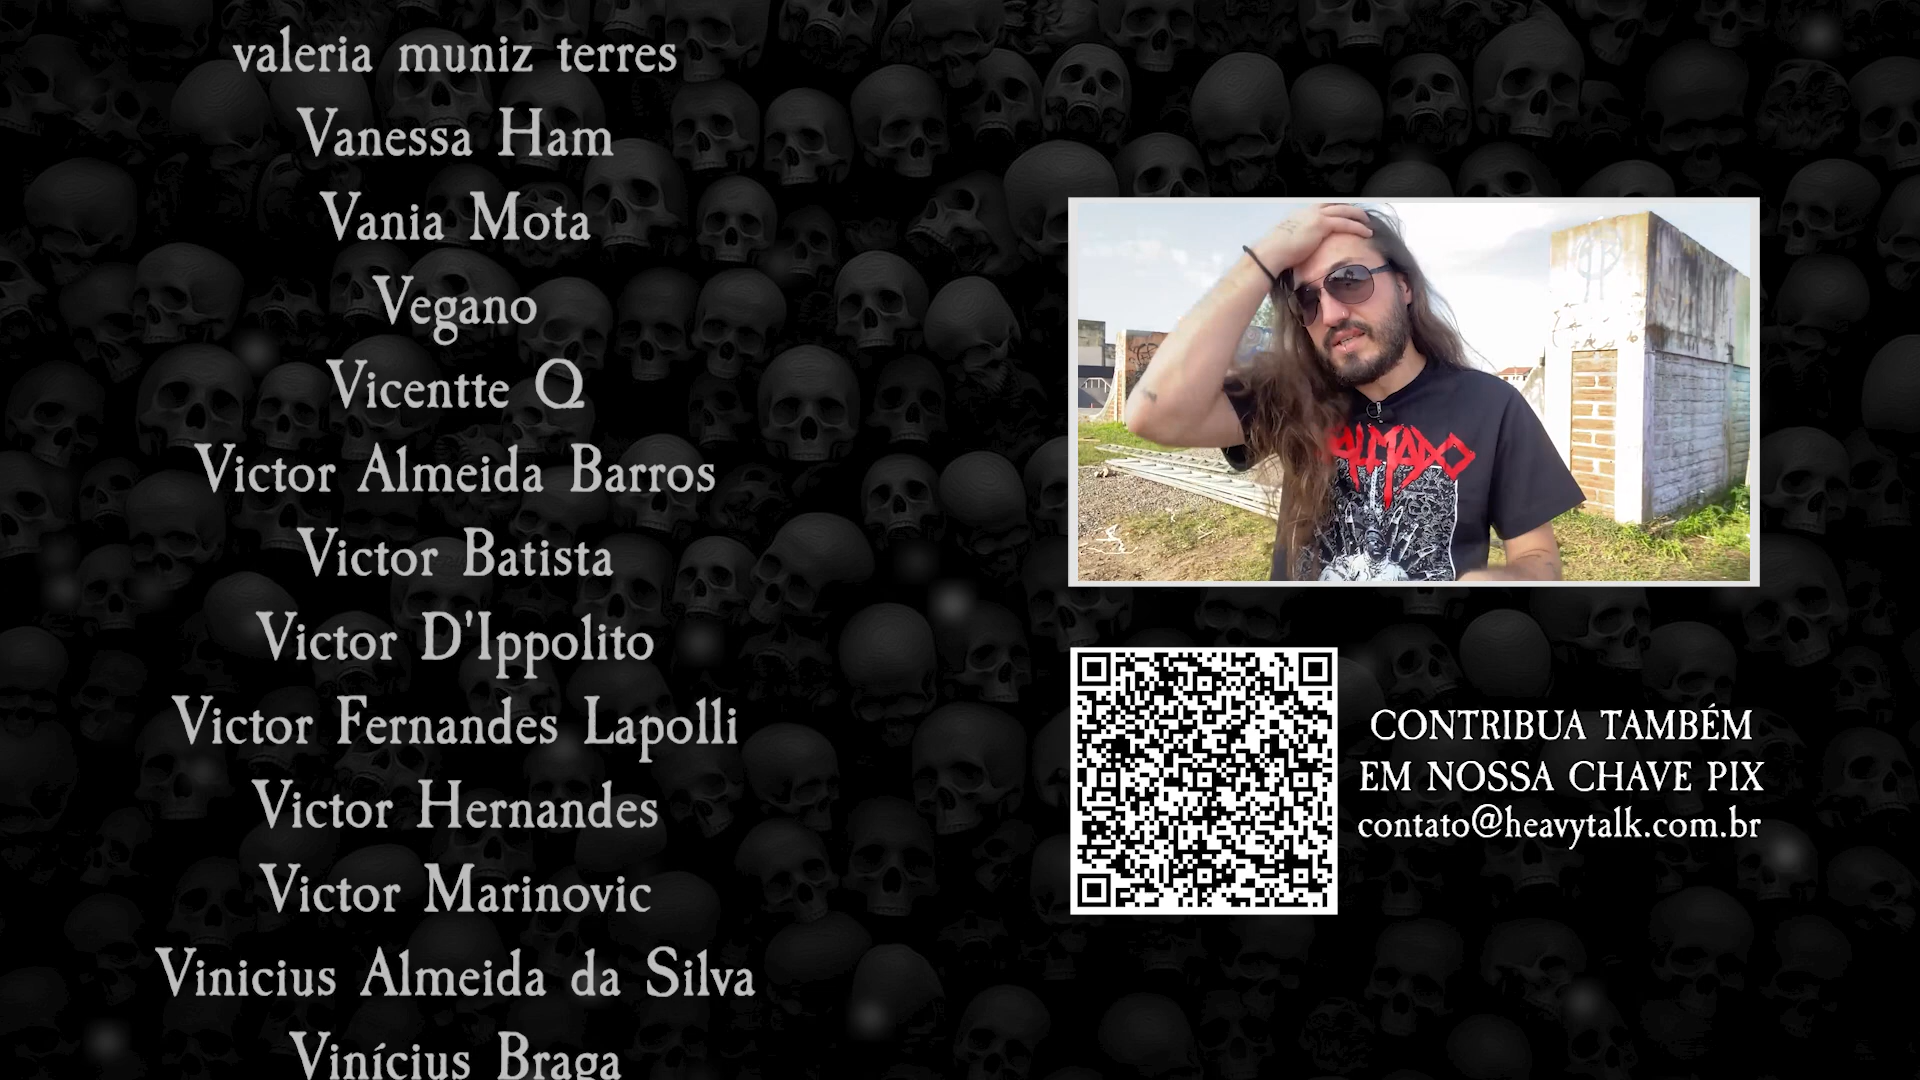 valeria muniz terres
Vanessa Ham
Vania Mota
Vegano
Vicentte Q
Victor Almeida Barros
Victor Batista
Victor D'Ippolito
Victor Fernandes Lapolli
Victor Hernandes
Victor Marinovic
Vinicius Almeida da Silva
Vinícius Braga
CONTRIBUA TAMBÉM
EM NOSSA CHAVE PIX
contato@heavytalk.com.br